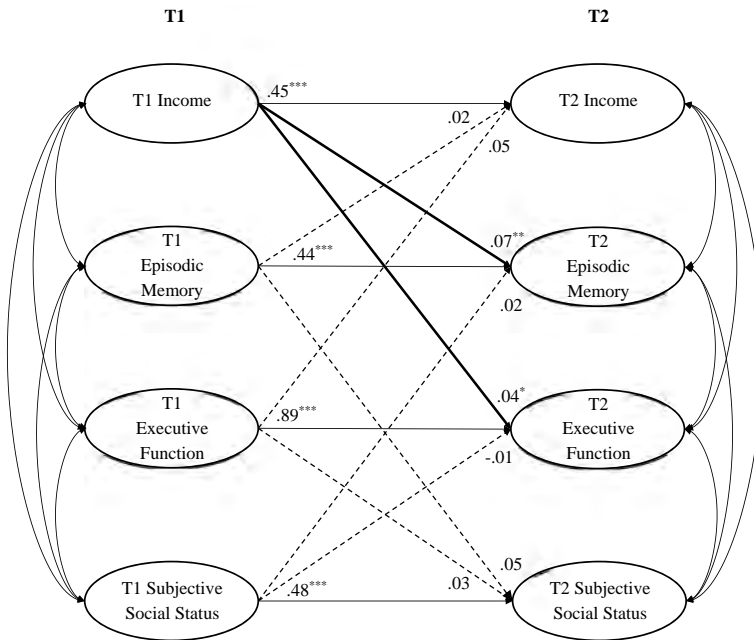 T1 T2
.45***
T1 Income
T2 Income
.02
.05
T1
Episodic
Memory
.44***
.07**
T2
Episodic
Memory
.02
T1
Executive
Function
.89***
.04*
T2
Executive
Function
-.01
T1 Subjective
Social Status
.48***
.03
.05
T2 Subjective
Social Status